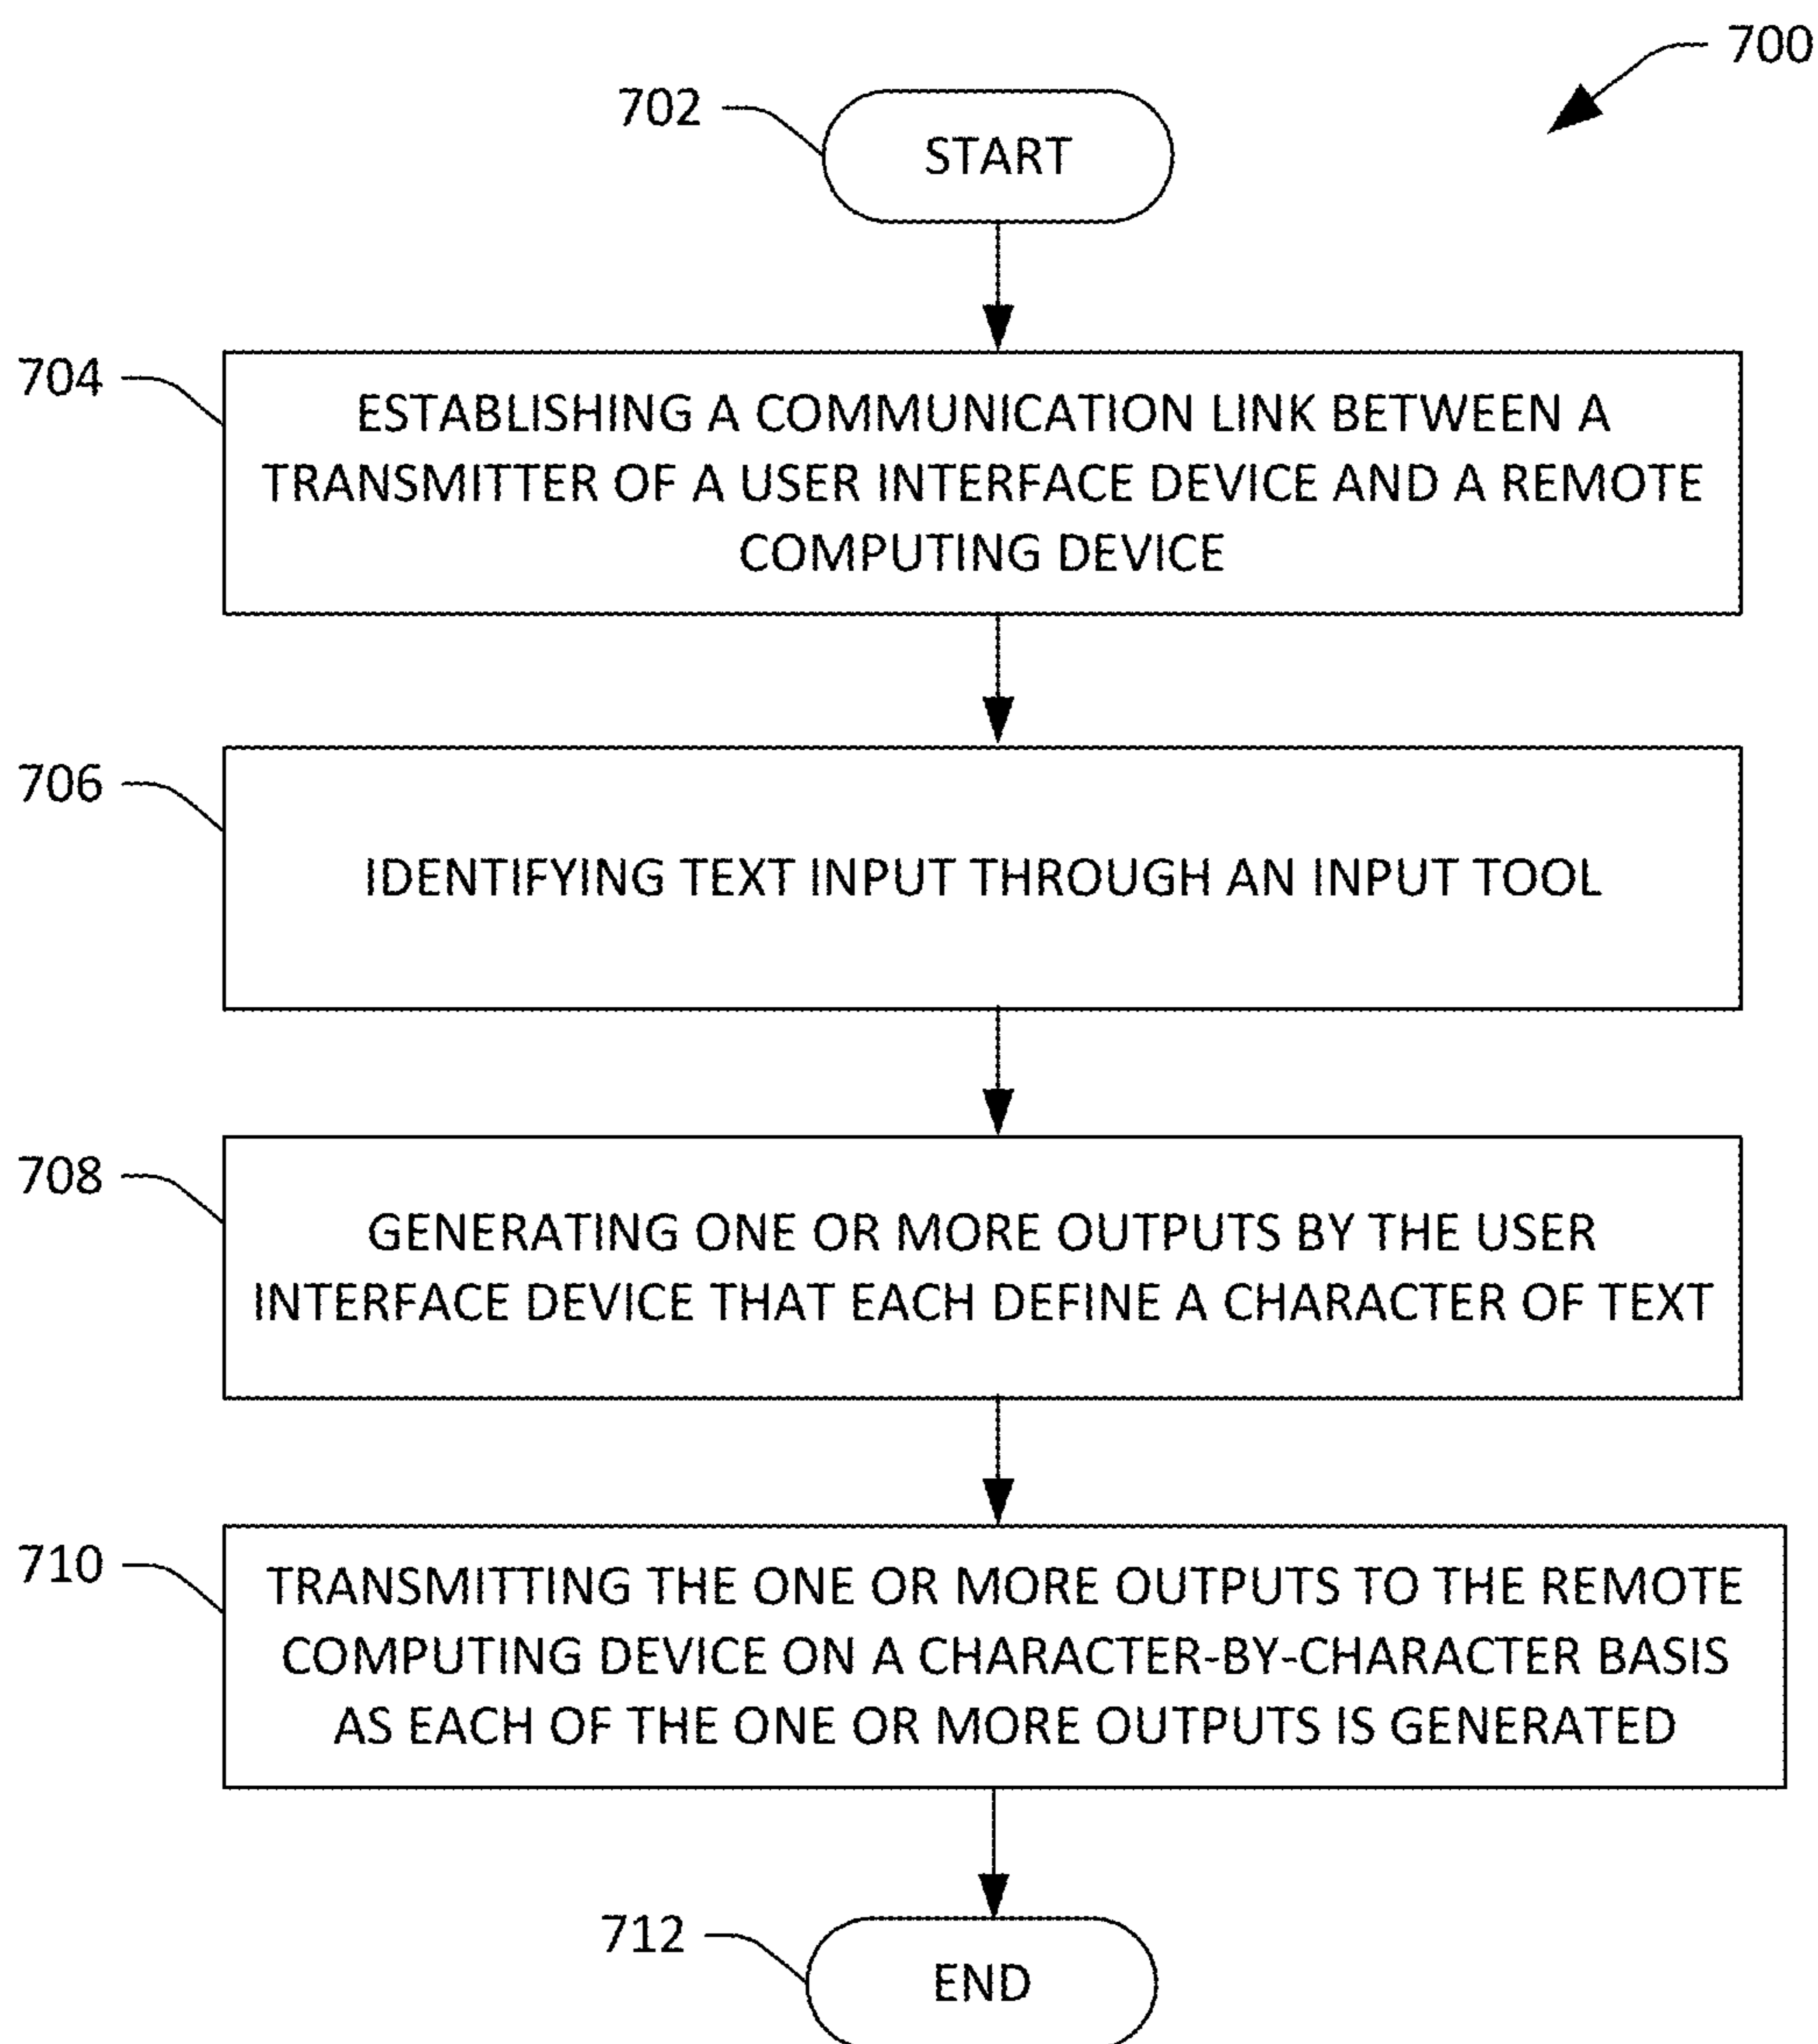 700
702
START
704
ESTABLISHING A COMMUNICATION LINK BETWEEN A
TRANSMITTER OF A USER INTERFACE DEVICE AND A REMOTE
COMPUTING DEVICE
706
IDENTIFYING TEXT INPUT THROUGH AN INPUT TOOL
708
GENERATING ONE OR MORE OUTPUTS BY THE USER
INTERFACE DEVICE THAT EACH DEFINE A CHARACTER OF TEXT
710
TRANSMITTING THE ONE OR MORE OUTPUTS TO THE REMOTE
COMPUTING DEVICE ON A CHARACTER-BY-CHARACTER BASIS
AS EACH OF THE ONE OR MORE OUTPUTS IS GENERATED
712
END